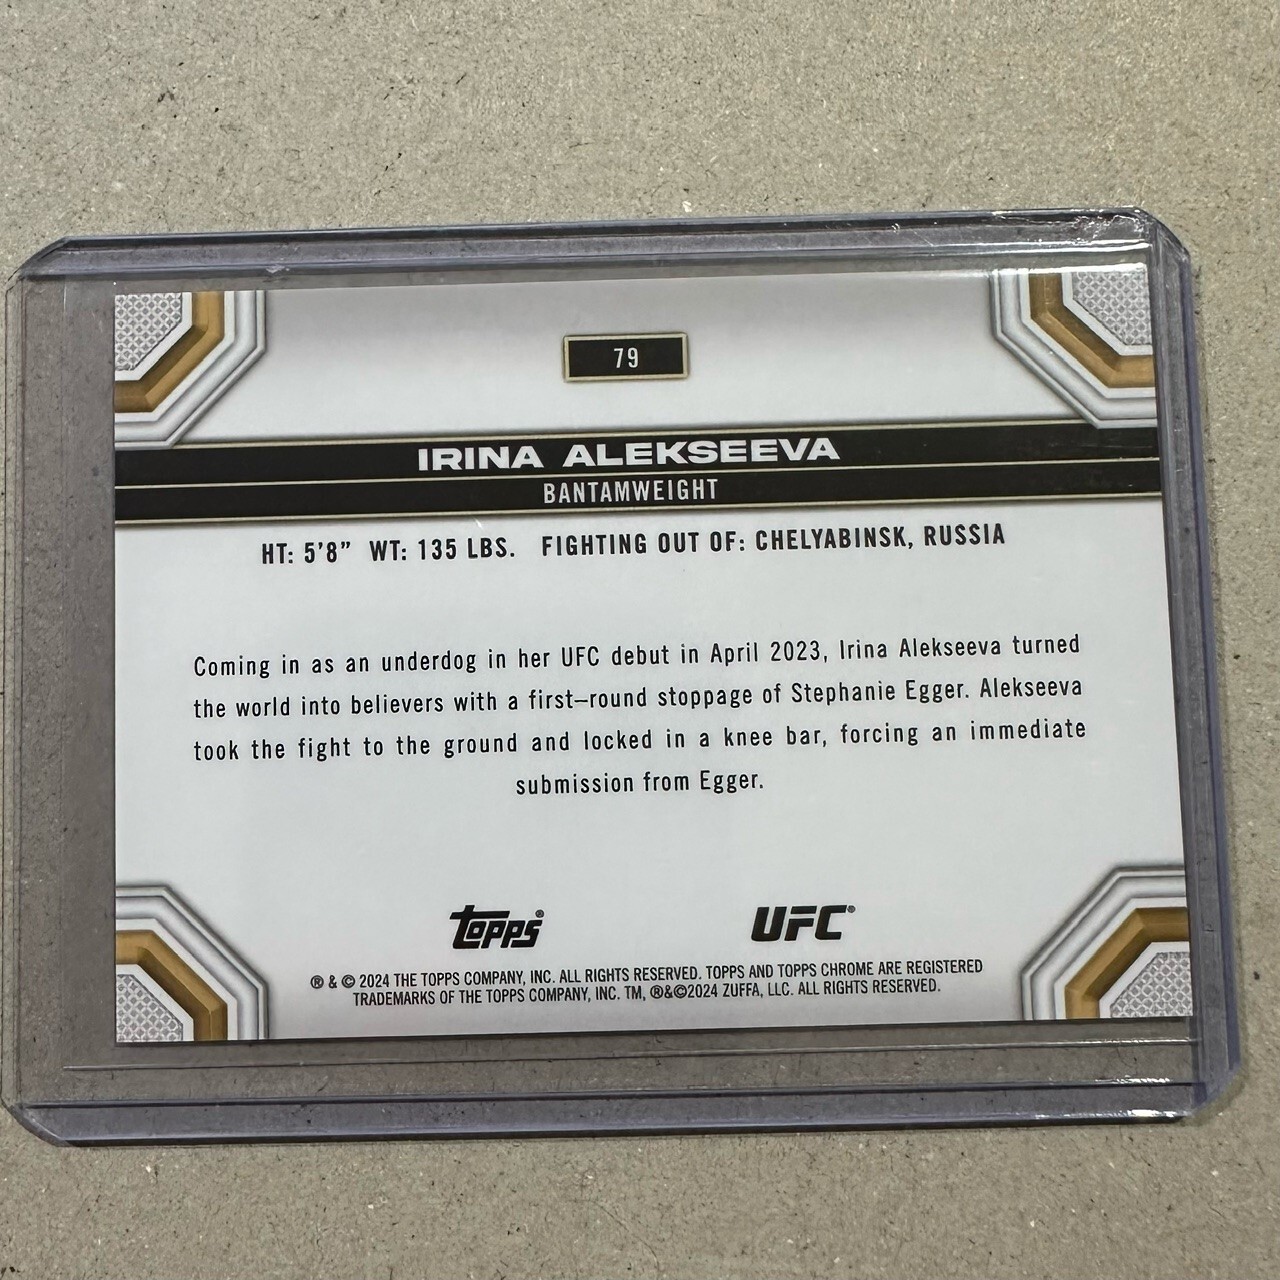 79
IRINA ALEKSEEVA
BANTAMWEIGHT
HT: 5'8" WT: 135 LBS. FIGHTING OUT OF: CHELYABINSK, RUSSIA
Coming in as an underdog in her UFC debut in April 2023, Irina Alekseeva turned
the world into believers with a first–round stoppage of Stephanie Egger. Alekseeva
took the fight to the ground and locked in a knee bar, forcing an immediate
submission from Egger.
Topps® UFC®
® & © 2024 THE TOPPS COMPANY, INC. ALL RIGHTS RESERVED. TOPPS AND TOPPS CHROME ARE REGISTERED
TRADEMARKS OF THE TOPPS COMPANY, INC. TM, ®&©2024 ZUFFA, LLC. ALL RIGHTS RESERVED.